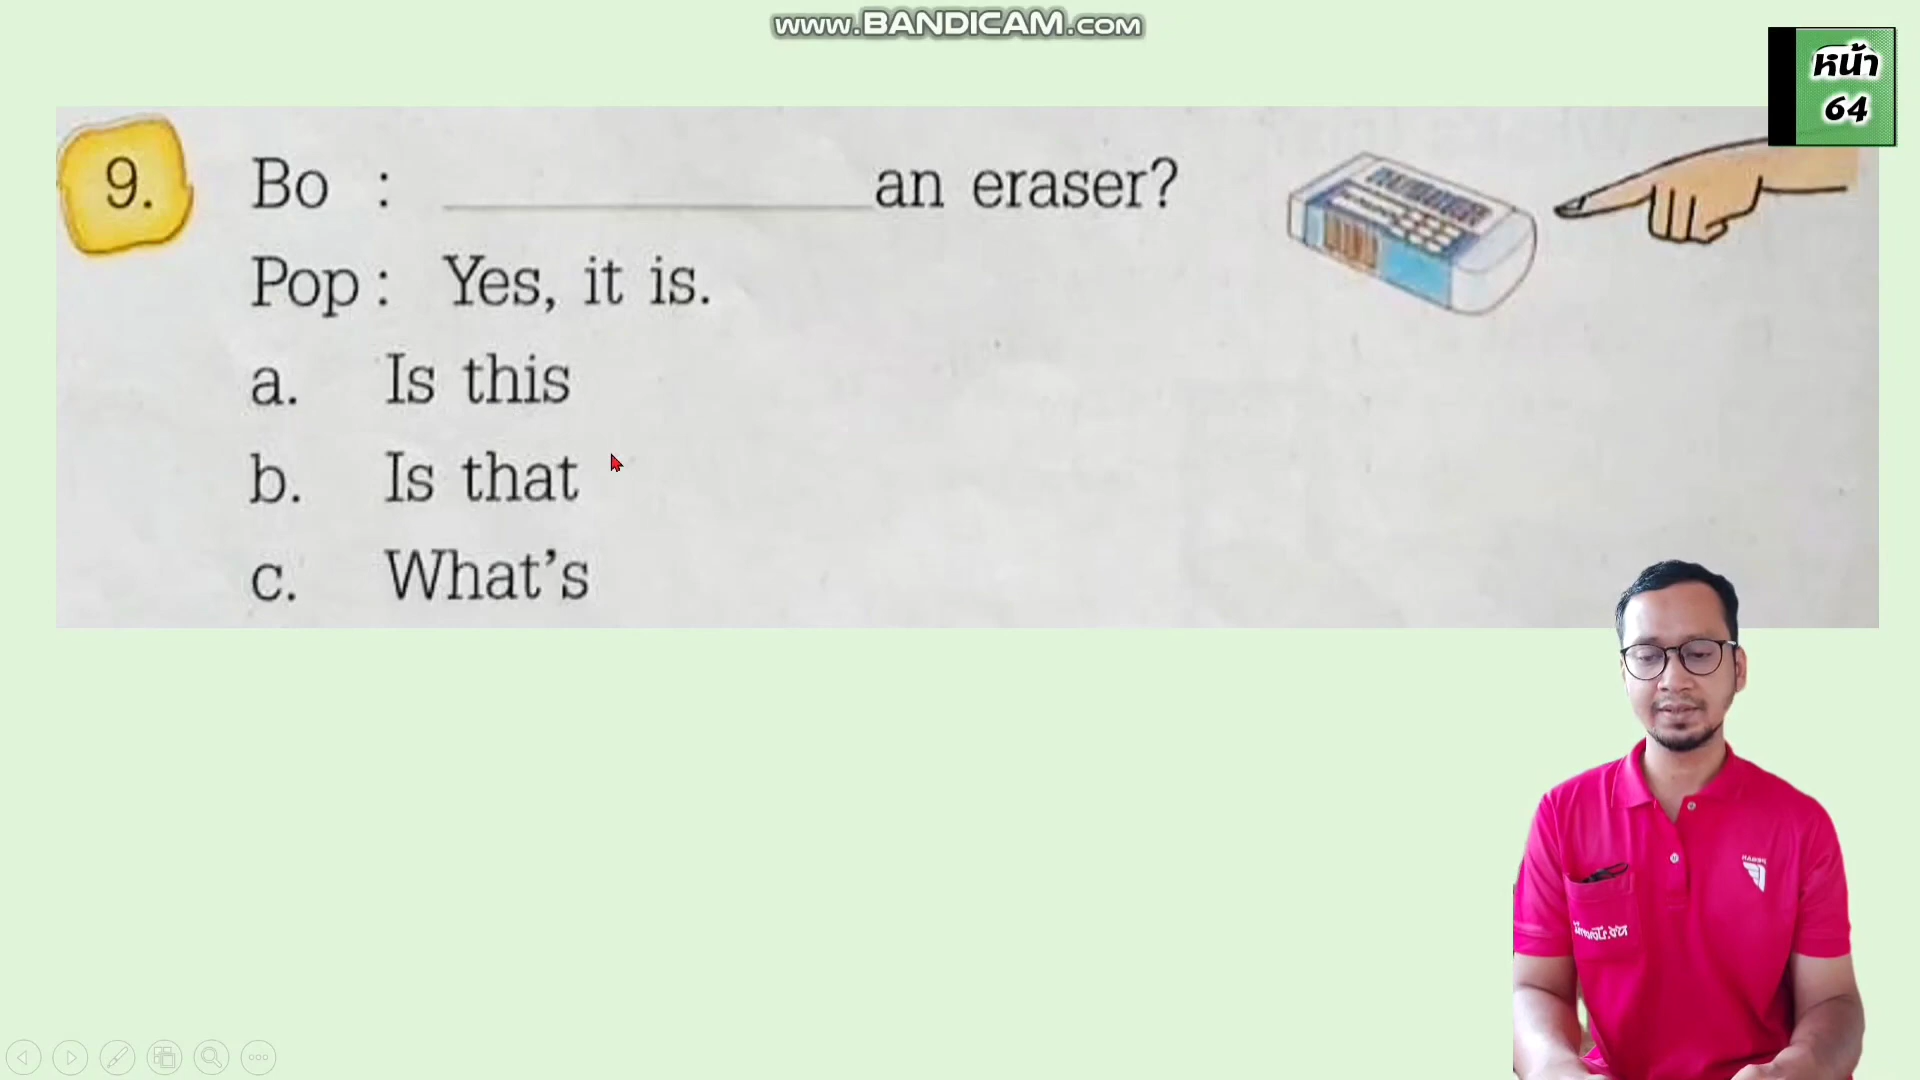 www.BANDICAM.com
หน้า
64
9. Bo : ____________ an eraser?
Pop : Yes, it is.
a. Is this
b. Is that
c. What's